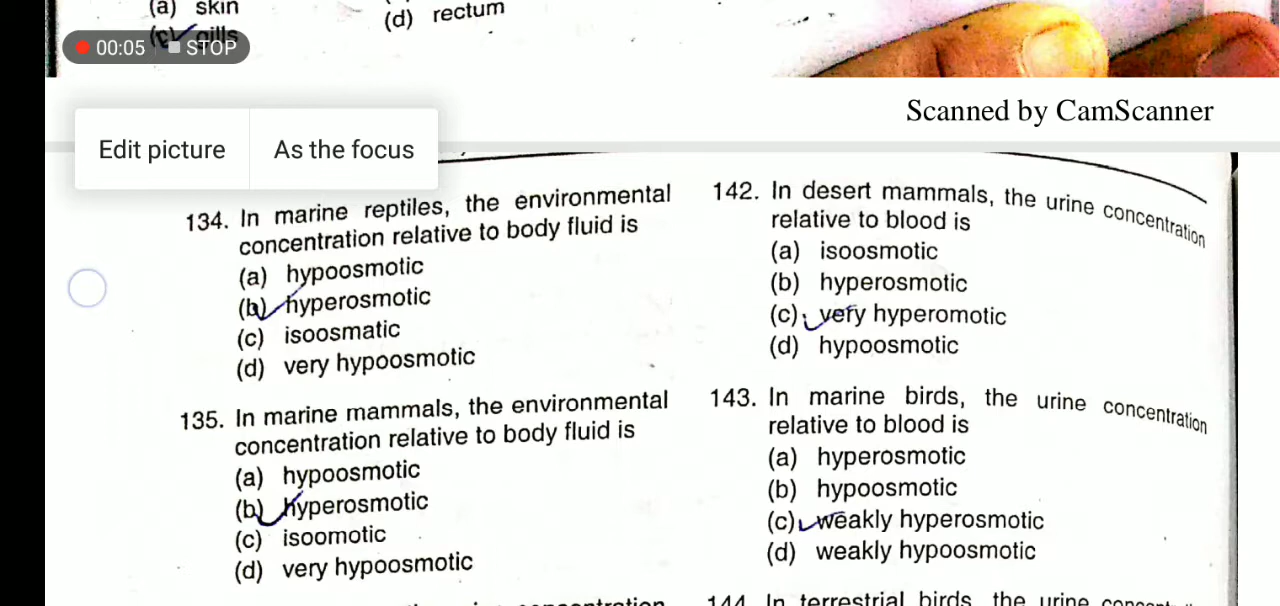 (a) skin
(c) gills
(d) rectum
00:05 STOP
Scanned by CamScanner
Edit picture
As the focus
134. In marine reptiles, the environmental
concentration relative to body fluid is
(a) hypoosmotic
(b) hyperosmotic
(c) isoosmatic
(d) very hypoosmotic
135. In marine mammals, the environmental
concentration relative to body fluid is
(a) hypoosmotic
(b) hyperosmotic
(c) isoomotic
(d) very hypoosmotic
142. In desert mammals, the urine concentration
relative to blood is
(a) isoosmotic
(b) hyperosmotic
(c) very hyperomotic
(d) hypoosmotic
143. In marine birds, the urine concentration
relative to blood is
(a) hyperosmotic
(b) hypoosmotic
(c) weakly hyperosmotic
(d) weakly hypoosmotic
144. In terrestrial birds, the urine